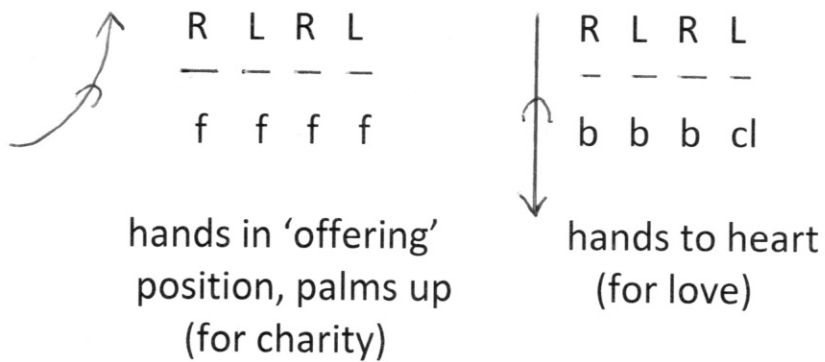 R L R L
— — — —
f f f f
hands in ‘offering’
position, palms up
(for charity)
R L R L
— — — —
b b b cl
hands to heart
(for love)